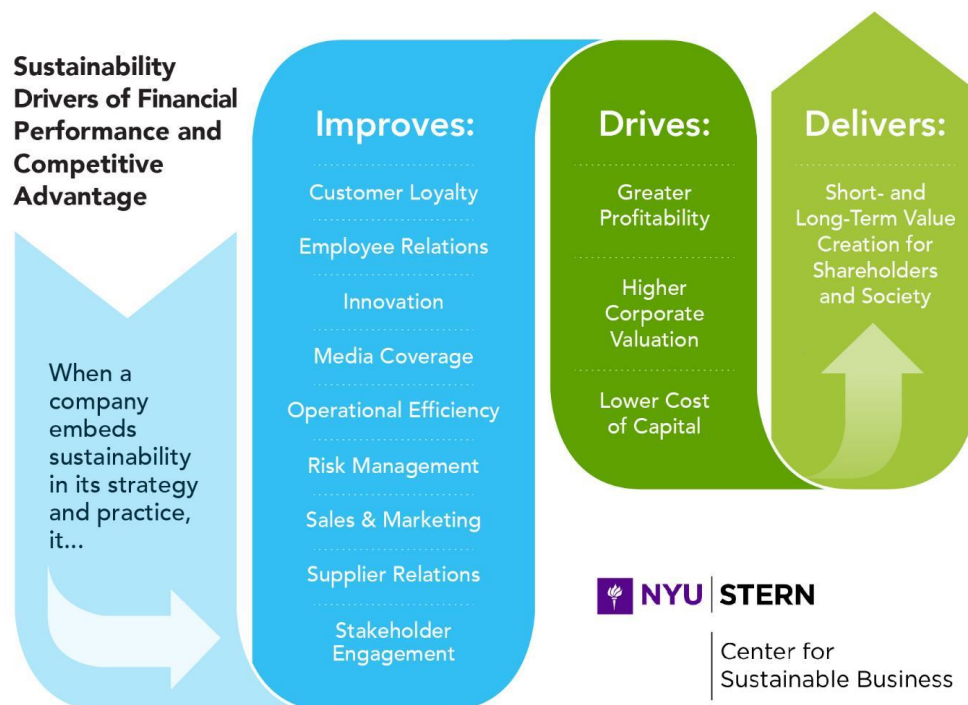 Sustainability
Drivers of Financial
Performance and
Competitive
Advantage
When a
company
embeds
sustainability
in its strategy
and practice,
it...
Improves:
Customer Loyalty
Employee Relations
Innovation
Media Coverage
Operational Efficiency
Risk Management
Sales & Marketing
Supplier Relations
Stakeholder
Engagement
Drives:
Greater
Profitability
Higher
Corporate
Valuation
Lower Cost
of Capital
Delivers:
Short- and
Long-Term Value
Creation for
Shareholders
and Society
NYU STERN
Center for
Sustainable Business